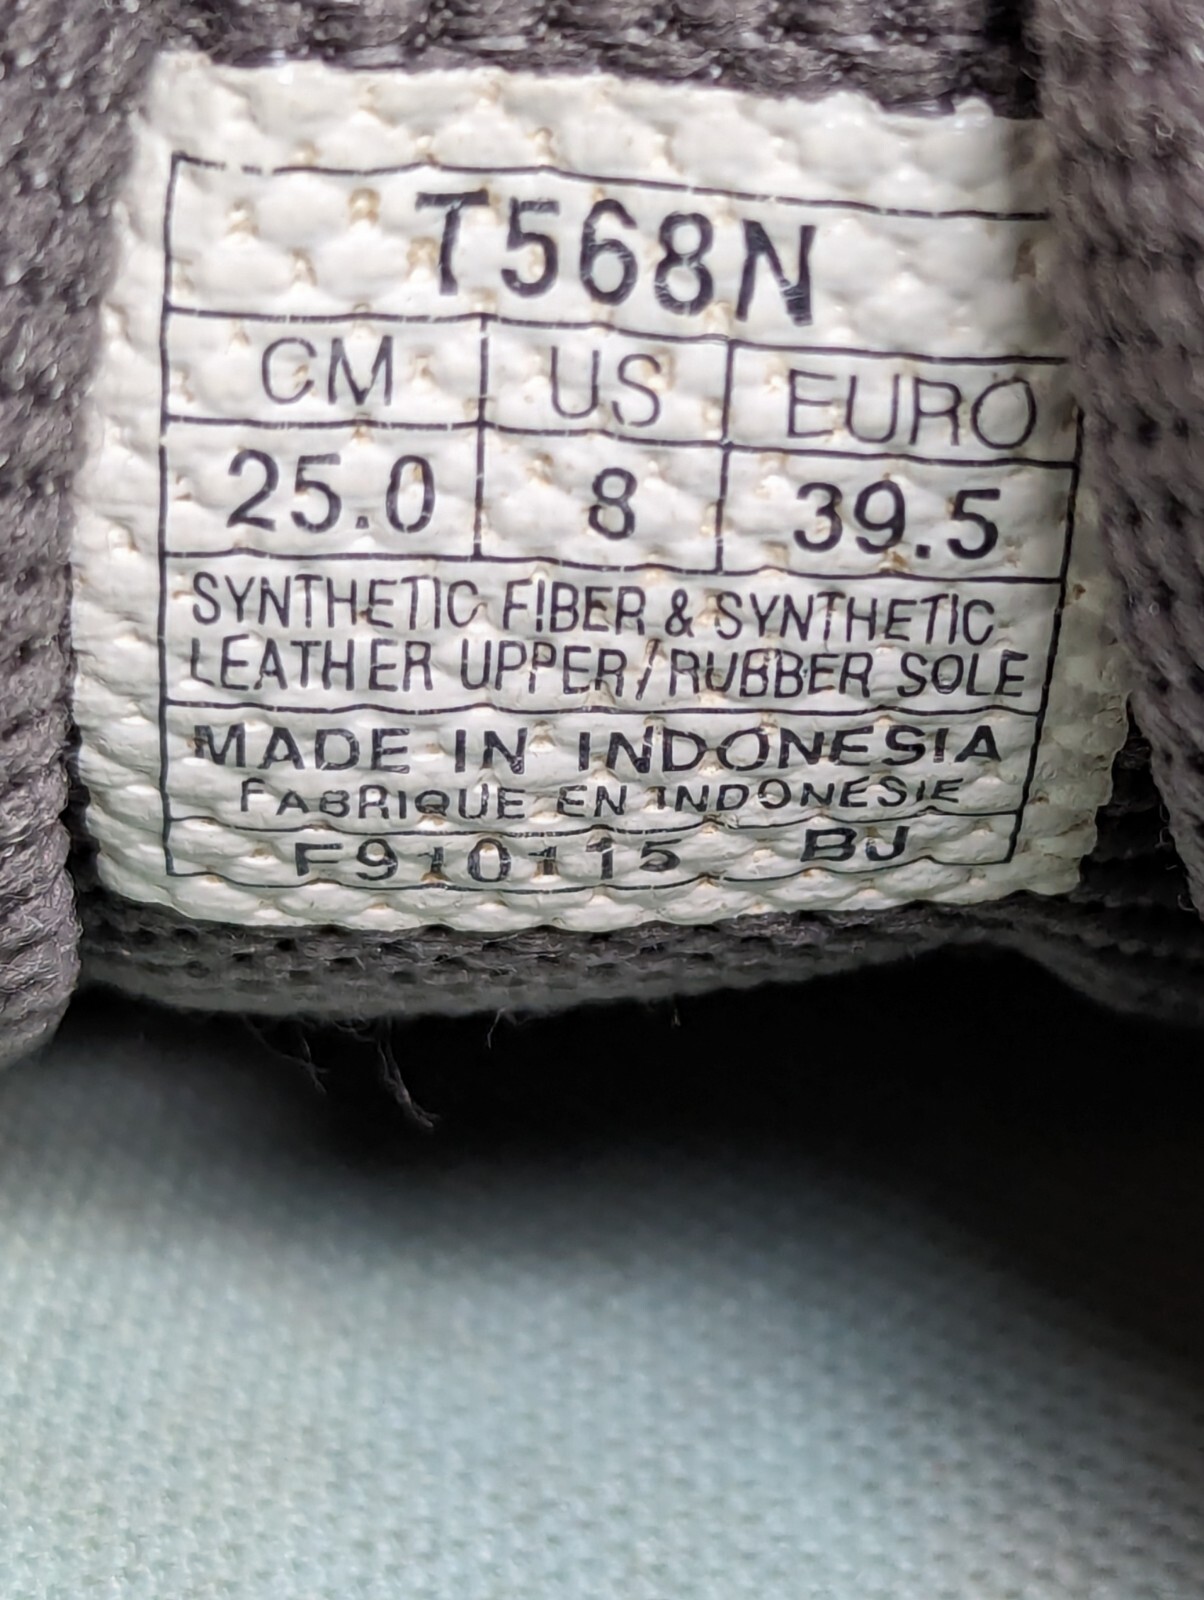 T568N
CM US EURO
25.0 8 39.5
SYNTHETIC FIBER & SYNTHETIC
LEATHER UPPER/RUBBER SOLE
MADE IN INDONESIA
FABRIQUE EN INDONESIE
F910115 BJ